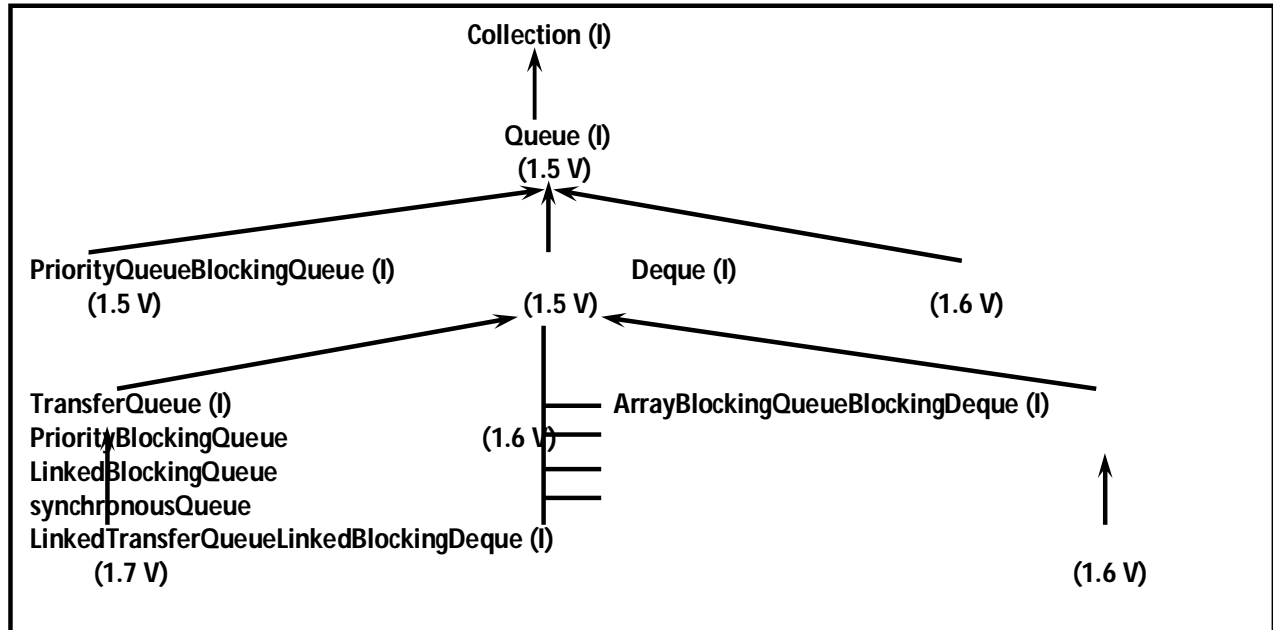 Collection (I)
Queue (I)
(1.5 V)
PriorityQueueBlockingQueue (I) Deque (I)
(1.5 V) (1.5 V) (1.6 V)
TransferQueue (I) ArrayBlockingQueueBlockingDeque (I)
PriorityBlockingQueue (1.6 V)
LinkedBlockingQueue
synchronousQueue
LinkedTransferQueueLinkedBlockingDeque (I)
(1.7 V) (1.6 V)